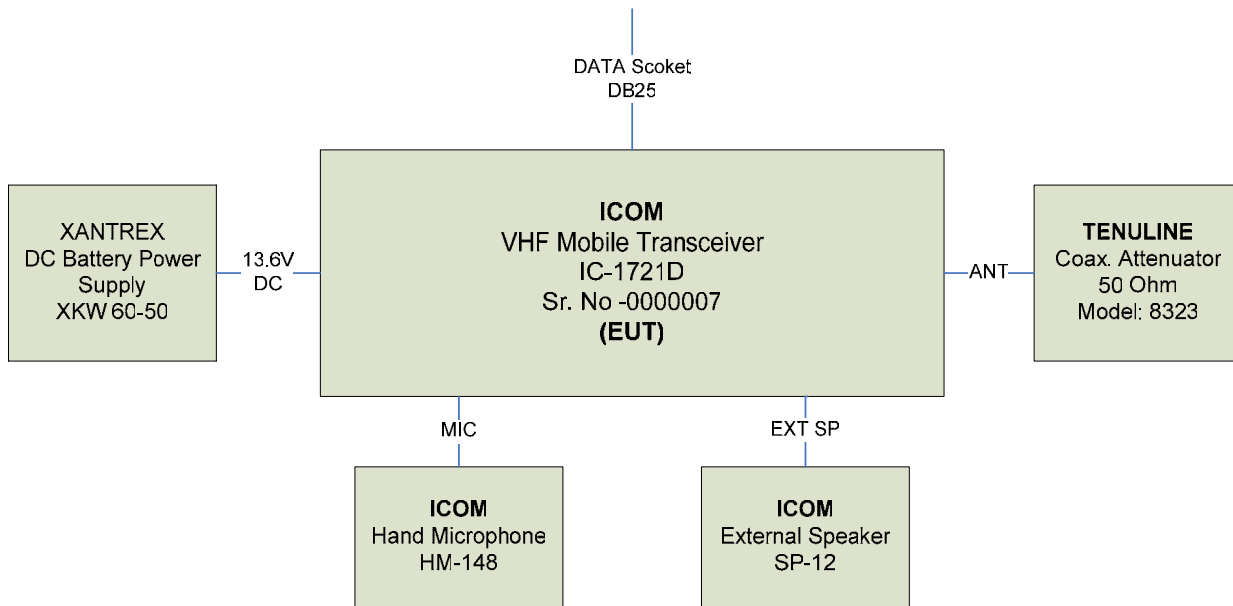 DATA Scoket
DB25
XANTREX
DC Battery Power
Supply
XKW 60-50
13.6V
DC
ICOM
VHF Mobile Transceiver
IC-1721D
Sr. No -0000007
(EUT)
ANT
TENULINE
Coax. Attenuator
50 Ohm
Model: 8323
MIC
EXT SP
ICOM
Hand Microphone
HM-148
ICOM
External Speaker
SP-12